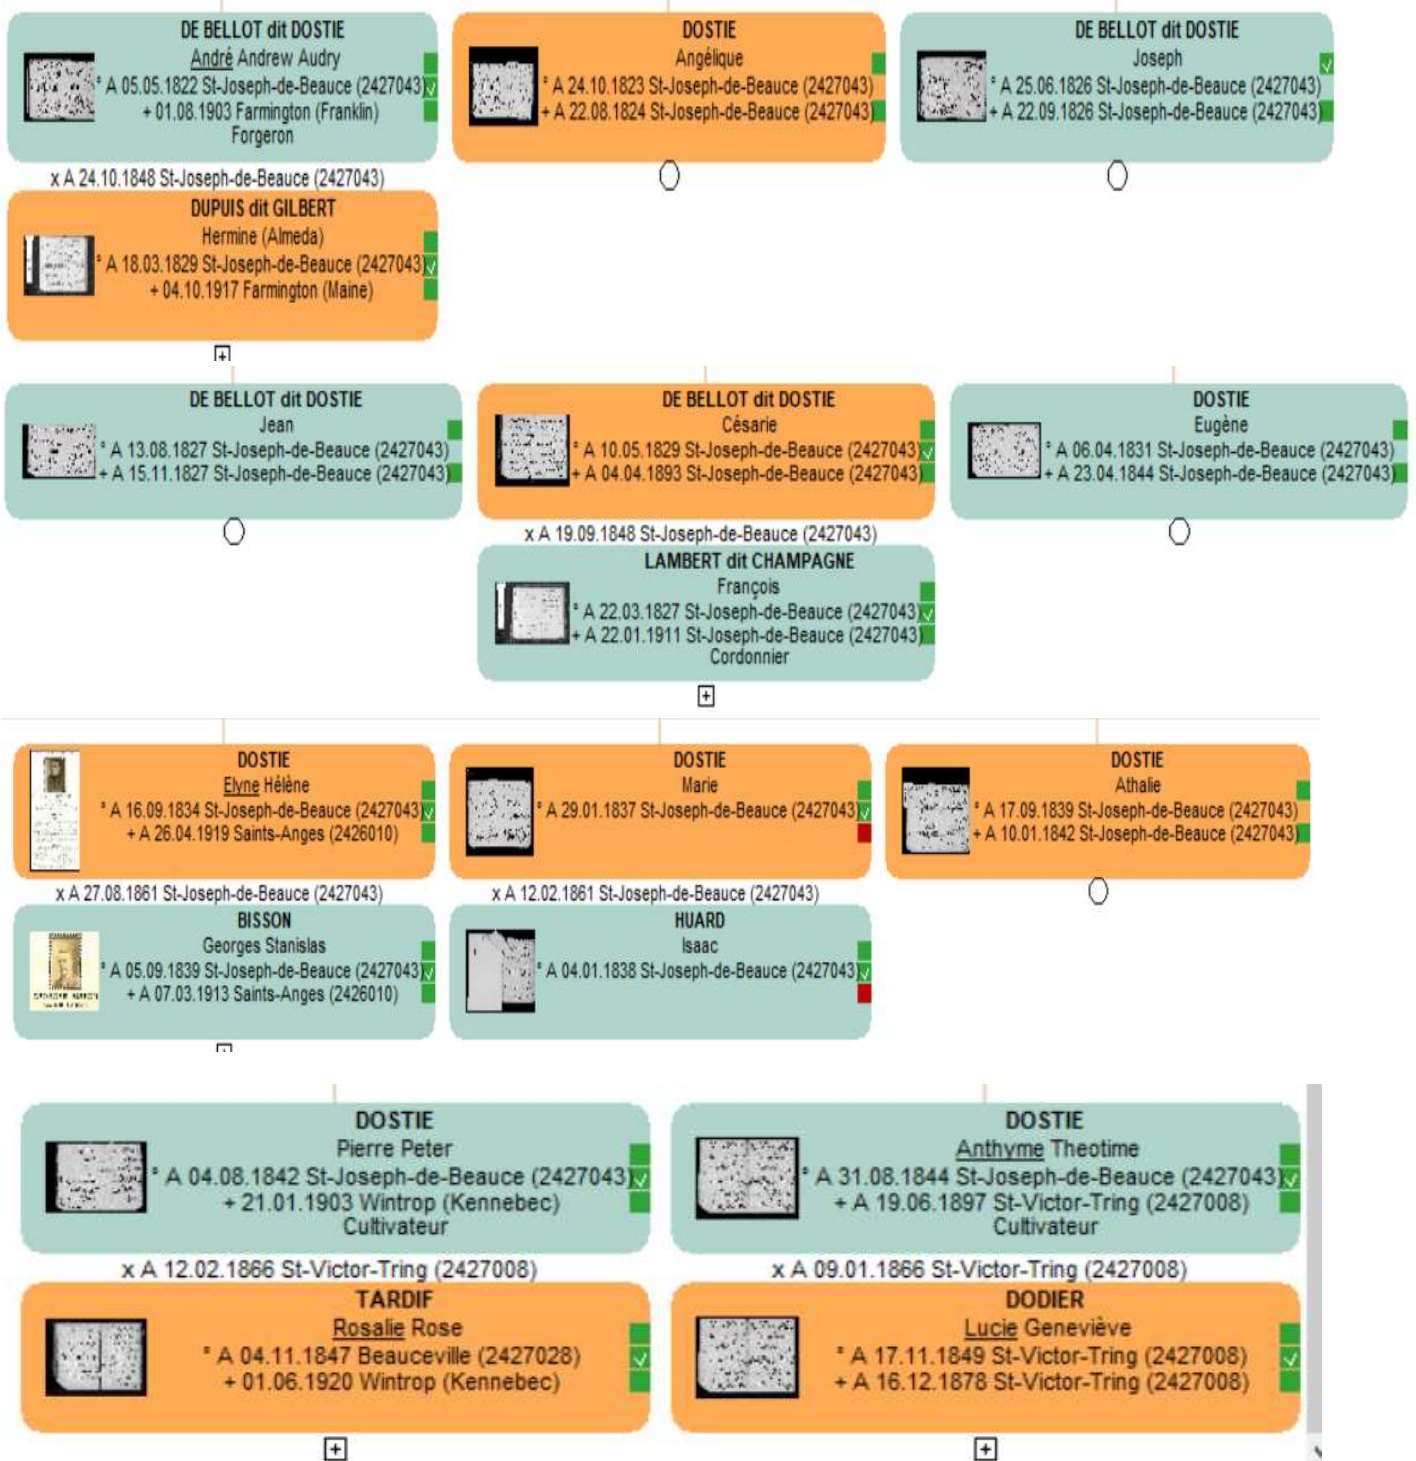 DE BELLOT dit DOSTIE
André Andrew Audry
° A 05.05.1822 St-Joseph-de-Beauce (2427043)
+ 01.08.1903 Farmington (Franklin)
Forgeron
x A 24.10.1848 St-Joseph-de-Beauce (2427043)
DUPUIS dit GILBERT
Hermine (Almeda)
° A 18.03.1829 St-Joseph-de-Beauce (2427043)
+ 04.10.1917 Farmington (Maine)
DOSTIE
Angélique
° A 24.10.1823 St-Joseph-de-Beauce (2427043)
+ A 22.08.1824 St-Joseph-de-Beauce (2427043)
DE BELLOT dit DOSTIE
Joseph
° A 25.06.1826 St-Joseph-de-Beauce (2427043)
+ A 22.09.1826 St-Joseph-de-Beauce (2427043)
DE BELLOT dit DOSTIE
Jean
° A 13.08.1827 St-Joseph-de-Beauce (2427043)
+ A 15.11.1827 St-Joseph-de-Beauce (2427043)
DE BELLOT dit DOSTIE
Césarie
° A 10.05.1829 St-Joseph-de-Beauce (2427043)
+ A 04.04.1893 St-Joseph-de-Beauce (2427043)
x A 19.09.1848 St-Joseph-de-Beauce (2427043)
LAMBERT dit CHAMPAGNE
François
° A 22.03.1827 St-Joseph-de-Beauce (2427043)
+ A 22.01.1911 St-Joseph-de-Beauce (2427043)
Cordonnier
DOSTIE
Eugène
° A 06.04.1831 St-Joseph-de-Beauce (2427043)
+ A 23.04.1844 St-Joseph-de-Beauce (2427043)
DOSTIE
Elyne Hélène
° A 16.09.1834 St-Joseph-de-Beauce (2427043)
+ A 26.04.1919 Saints-Anges (2426010)
x A 27.08.1861 St-Joseph-de-Beauce (2427043)
BISSON
Georges Stanislas
° A 05.09.1839 St-Joseph-de-Beauce (2427043)
+ A 07.03.1913 Saints-Anges (2426010)
DOSTIE
Marie
° A 29.01.1837 St-Joseph-de-Beauce (2427043)
x A 12.02.1861 St-Joseph-de-Beauce (2427043)
HUARD
Isaac
° A 04.01.1838 St-Joseph-de-Beauce (2427043)
DOSTIE
Athalie
° A 17.09.1839 St-Joseph-de-Beauce (2427043)
+ A 10.01.1842 St-Joseph-de-Beauce (2427043)
DOSTIE
Pierre Peter
° A 04.08.1842 St-Joseph-de-Beauce (2427043)
+ 21.01.1903 Wintrop (Kennebec)
Cultivateur
x A 12.02.1866 St-Victor-Tring (2427008)
TARDIF
Rosalie Rose
° A 04.11.1847 Beauceville (2427028)
+ 01.06.1920 Wintrop (Kennebec)
DOSTIE
Anthyme Theotime
° A 31.08.1844 St-Joseph-de-Beauce (2427043)
+ A 19.06.1897 St-Victor-Tring (2427008)
Cultivateur
x A 09.01.1866 St-Victor-Tring (2427008)
DODIER
Lucie Geneviève
° A 17.11.1849 St-Victor-Tring (2427008)
+ A 16.12.1878 St-Victor-Tring (2427008)